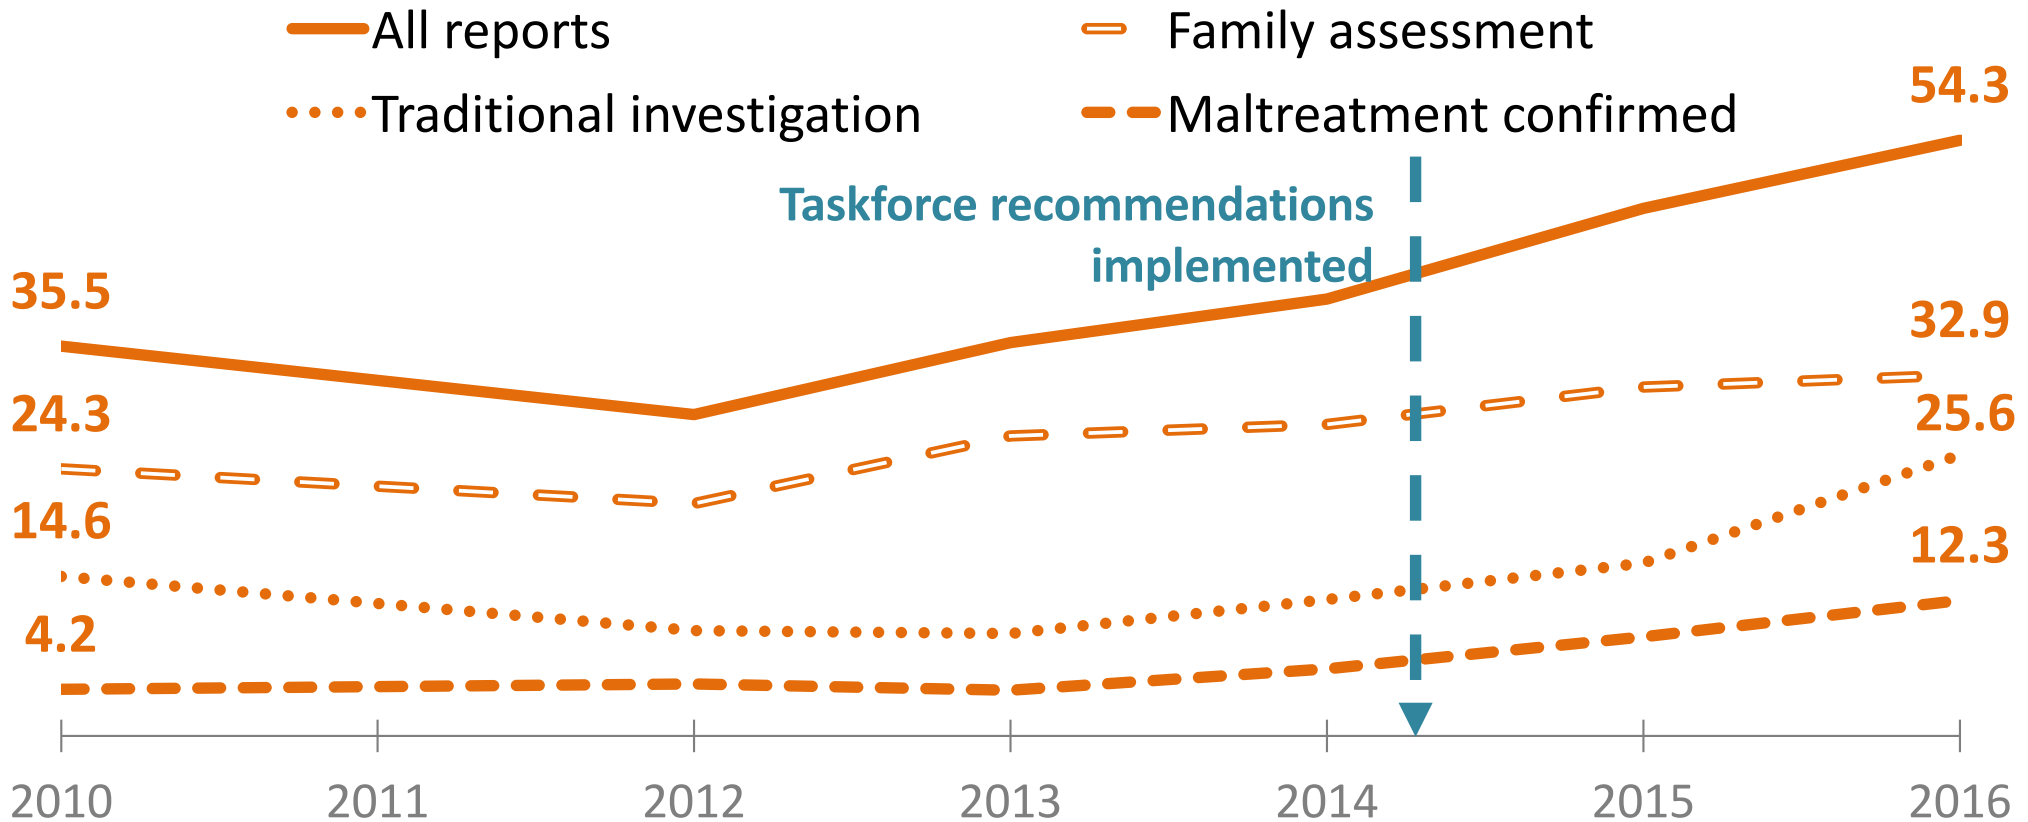 All reports
Family assessment
Traditional investigation
Maltreatment confirmed
54.3
Taskforce recommendations
implemented
35.5
32.9
24.3
25.6
14.6
12.3
4.2
2010 2011 2012 2013 2014 2015 2016